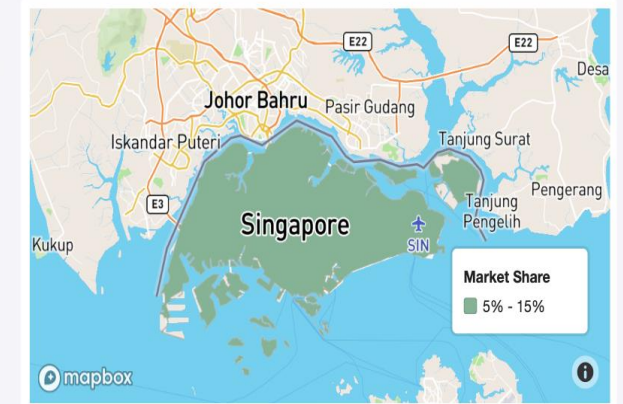 E22
E22
Desa
Johor Bahru
Pasir Gudang
Iskandar Puteri
Tanjung Surat
E3
Tanjung
Pengelih
Pengerang
Singapore
SIN
Kukup
Market Share
5% - 15%
mapbox
i